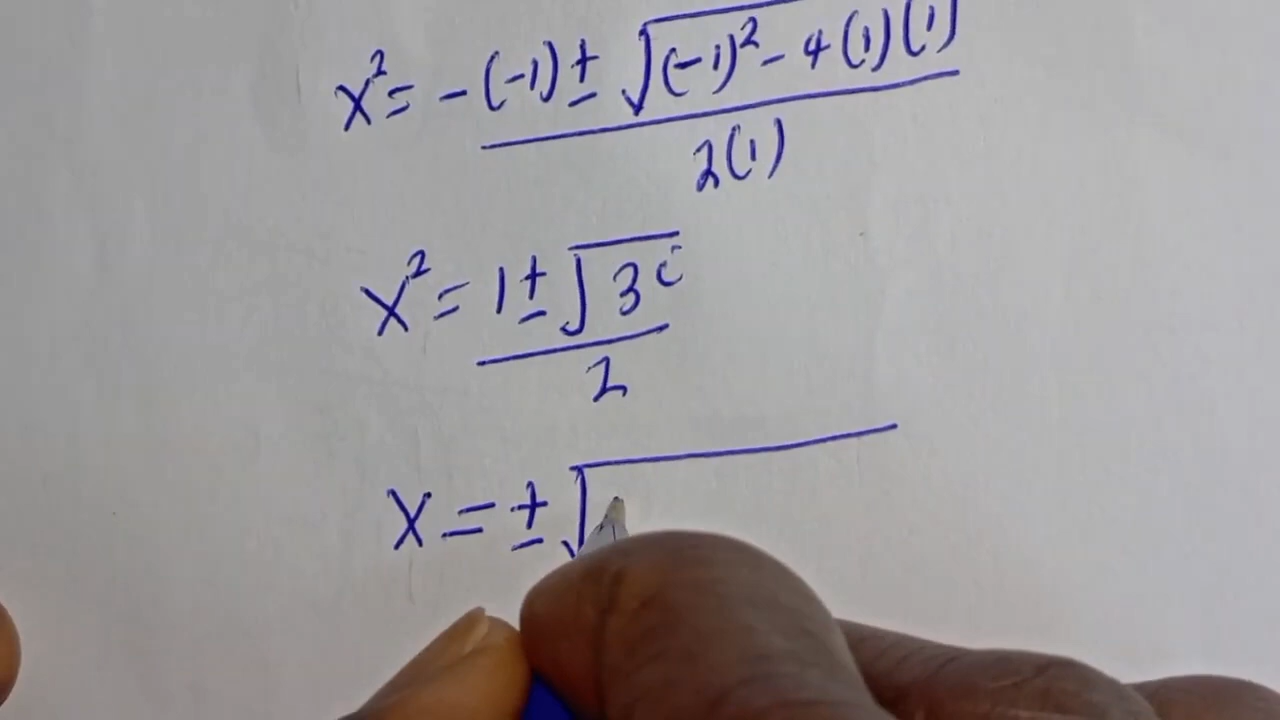 x² = -(-1) ± √((-1)² - 4(1)(1)) / 2(1)
x² = 1 ± √3i / 2
x = ± √